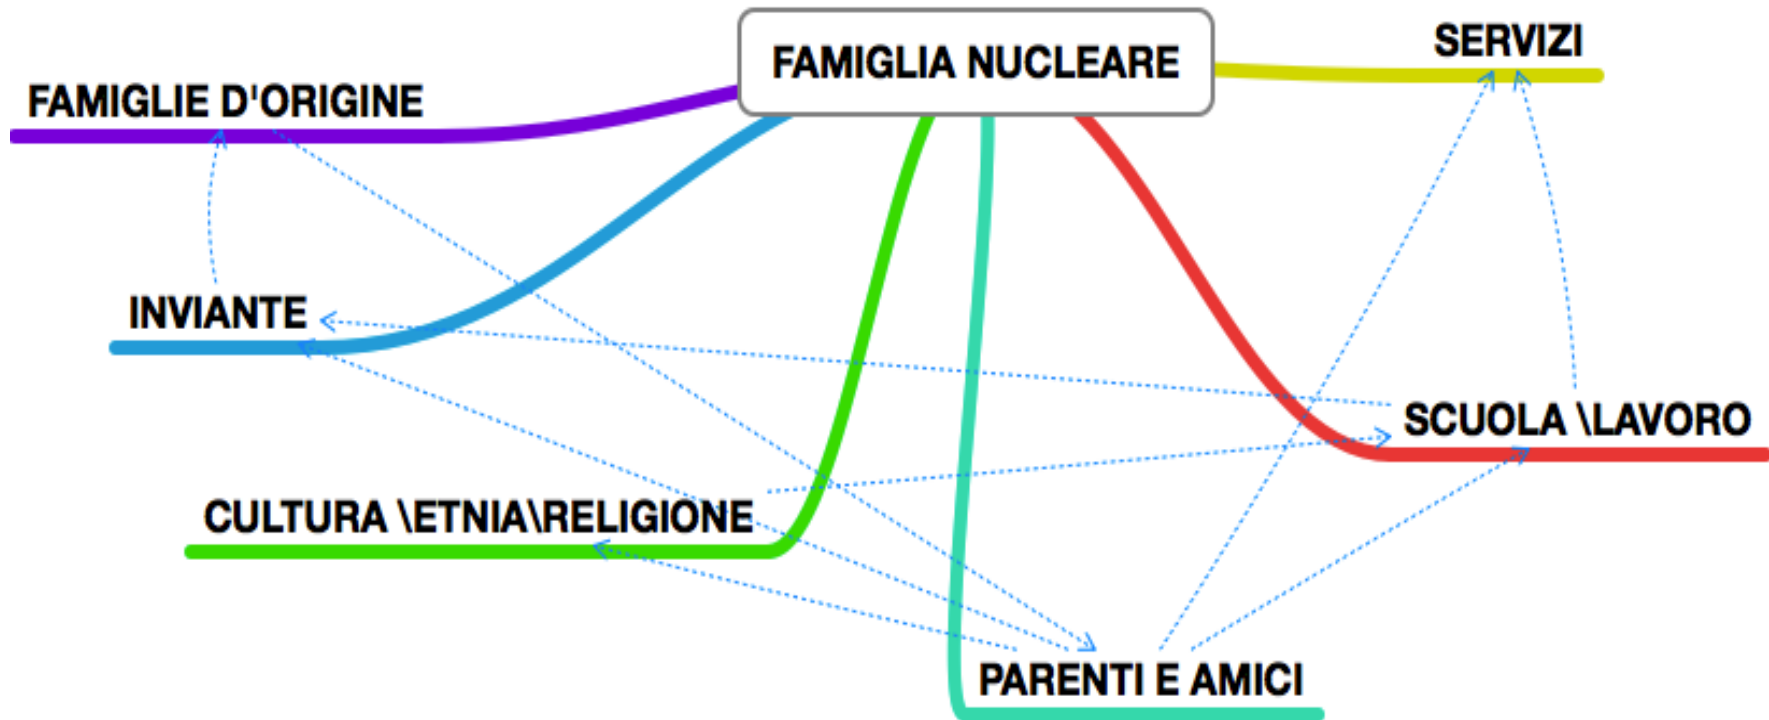 FAMIGLIA NUCLEARE
SERVIZI
FAMIGLIE D'ORIGINE
INVIANTE
SCUOLA \LAVORO
CULTURA \ETNIA\RELIGIONE
PARENTI E AMICI